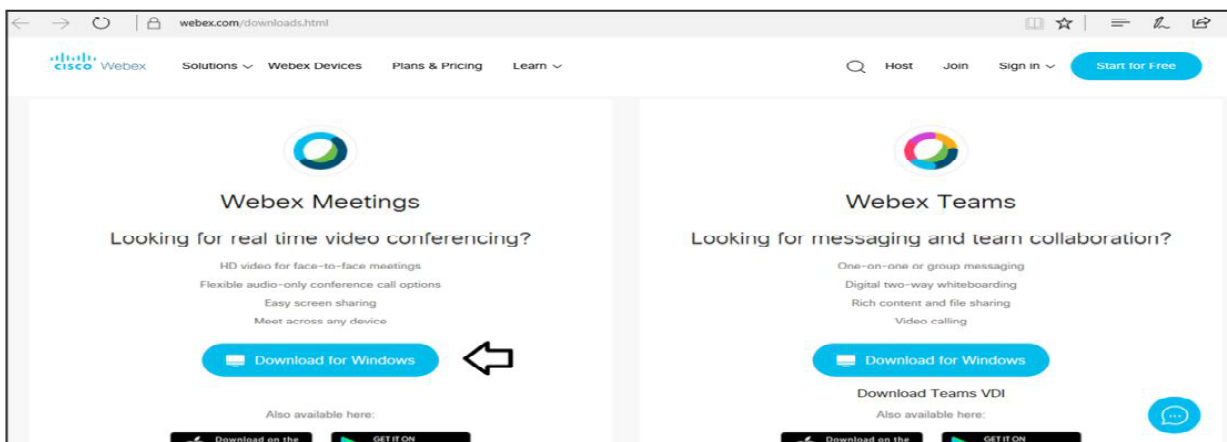 webex.com/downloads.html
cisco Webex Solutions Webex Devices Plans & Pricing Learn Host Join Sign in Start for Free
Webex Meetings
Looking for real time video conferencing?
HD video for face-to-face meetings
Flexible audio-only conference call options
Easy screen sharing
Meet across any device
Download for Windows
Also available here:
Download on the
GET IT ON
Webex Teams
Looking for messaging and team collaboration?
One-on-one or group messaging
Digital two-way whiteboarding
Rich content and file sharing
Video calling
Download for Windows
Download Teams VDI
Also available here:
Download on the
GET IT ON